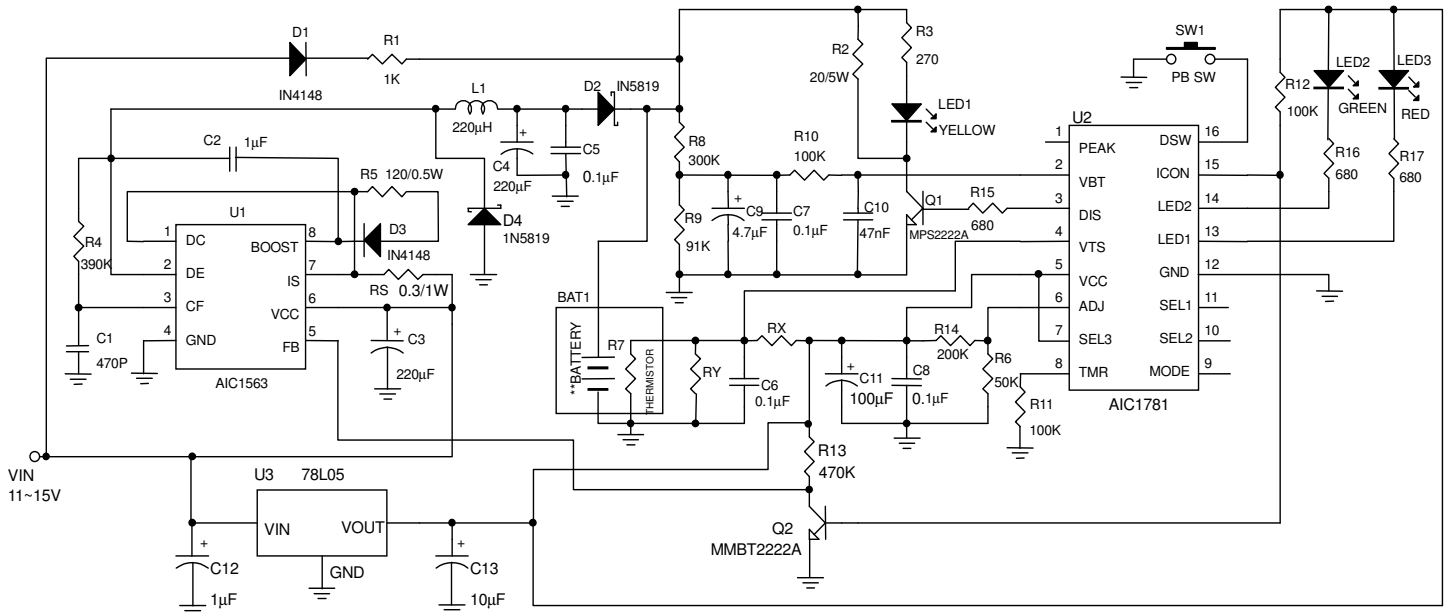 D1
IN4148
R1
1K
D2
IN5819
L1
220µH
C4
220µF
C5
0.1µF
R8
300K
R9
91K
R2
20/5W
R3
270
LED1
YELLOW
R10
100K
C9
4.7µF
C7
0.1µF
C10
47nF
Q1
MPS2222A
R15
680
C2
1µF
R5
120/0.5W
R4
390K
U1
1
DC
BOOST
8
2
DE
IS
7
3
CF
VCC
6
4
GND
FB
5
AIC1563
D3
IN4148
RS
0.3/1W
D4
1N5819
C1
470P
C3
220µF
BAT1
**BATTERY
R7
THERMISTOR
RY
RX
C6
0.1µF
C11
100µF
C8
0.1µF
R14
200K
R6
50K
R11
100K
R13
470K
Q2
MMBT2222A
U2
1
PEAK
DSW
16
2
VBT
ICON
15
3
DIS
LED2
14
4
VTS
LED1
13
5
VCC
GND
12
6
ADJ
SEL1
11
7
SEL3
SEL2
10
8
TMR
MODE
9
AIC1781
SW1
PB SW
R12
100K
LED2
GREEN
LED3
RED
R16
680
R17
680
VIN
11~15V
U3
78L05
VIN
VOUT
GND
C12
1µF
C13
10µF
+
+
+
+
+
+